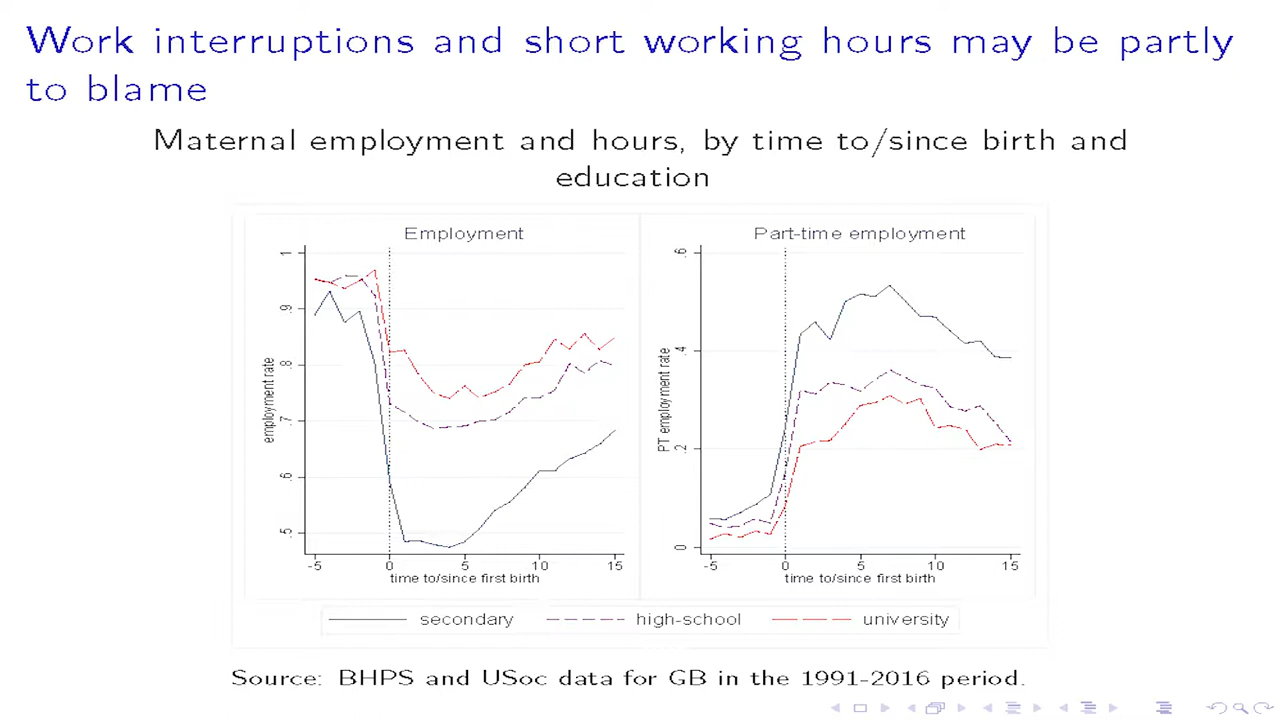 Work interruptions and short working hours may be partly
to blame
Maternal employment and hours, by time to/since birth and
education
Employment
employment rate
1
.9
.8
.7
.6
.5
-5 0 5 10 15
time to/since first birth
Part-time employment
PT employment rate
.6
.4
.2
0
-5 0 5 10 15
time to/since first birth
secondary high-school university
Source: BHPS and USoc data for GB in the 1991-2016 period.